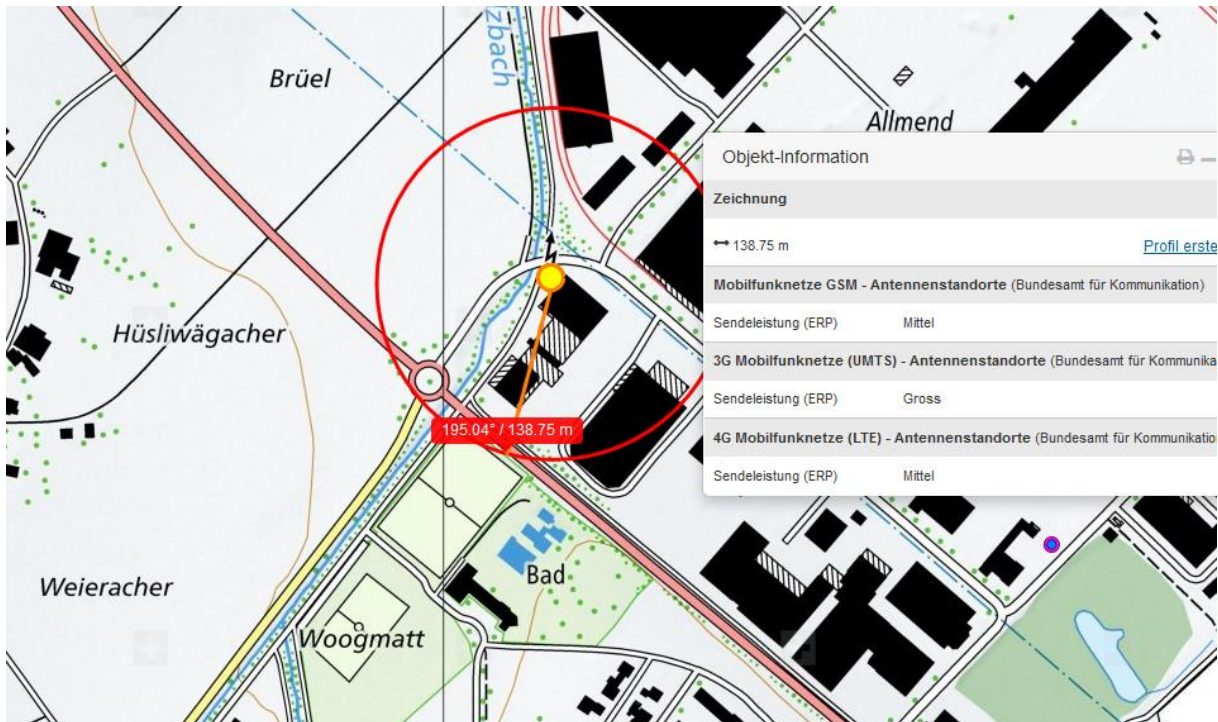 zbach
Brüel
Allmend
Objekt-Information
Zeichnung
138.75 m
Profil erste
Mobilfunknetze GSM - Antennenstandorte (Bundesamt für Kommunikation)
Sendeleistung (ERP) Mittel
3G Mobilfunknetze (UMTS) - Antennenstandorte (Bundesamt für Kommunika
Sendeleistung (ERP) Gross
4G Mobilfunknetze (LTE) - Antennenstandorte (Bundesamt für Kommunikatio
Sendeleistung (ERP) Mittel
Hüsliwägacher
195.04° / 138.75 m
Weieracher
Bad
Woogmatt